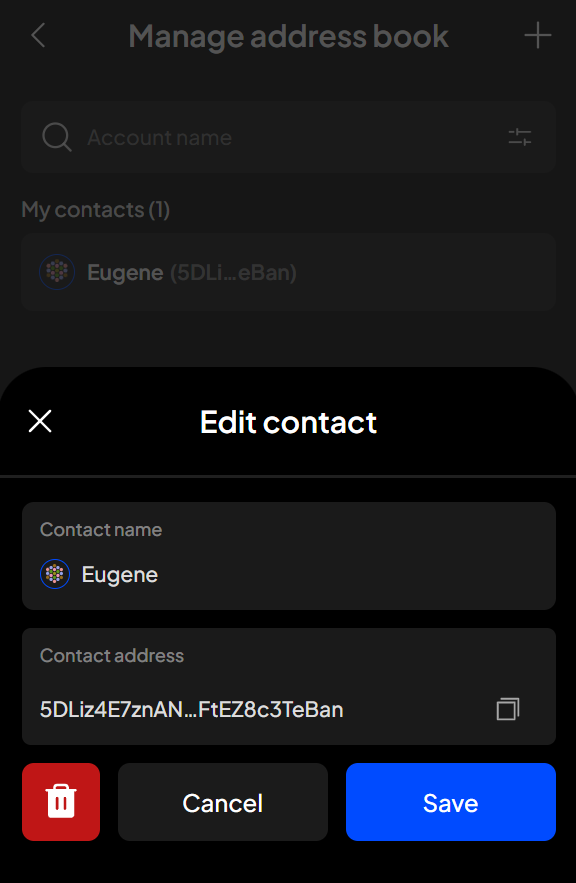 Manage address book
Account name
My contacts (1)
Eugene (5DLi...eBan)
Edit contact
Contact name
Eugene
Contact address
5DLiz4E7znAN...FtEZ8c3TeBan
Cancel
Save